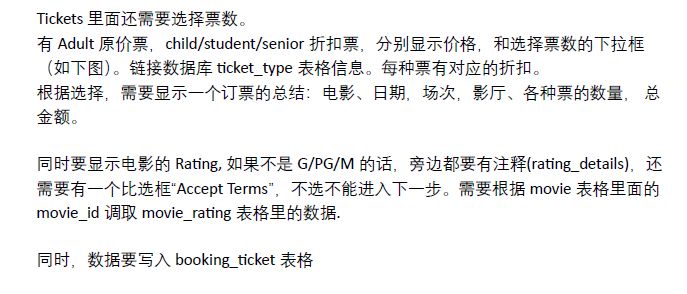 Tickets 里面还需要选择票数。
有 Adult 原价票，child/student/senior 折扣票，分别显示价格，和选择票数的下拉框
（如下图）。链接数据库 ticket_type 表格信息。每种票有对应的折扣。
根据选择，需要显示一个订票的总结：电影、日期，场次，影厅、各种票的数量， 总
金额。
同时要显示电影的 Rating, 如果不是 G/PG/M 的话，旁边都要有注释(rating_details)，还
需要有一个比选框“Accept Terms”，不选不能进入下一步。需要根据 movie 表格里面的
movie_id 调取 movie_rating 表格里的数据.
同时，数据要写入 booking_ticket 表格